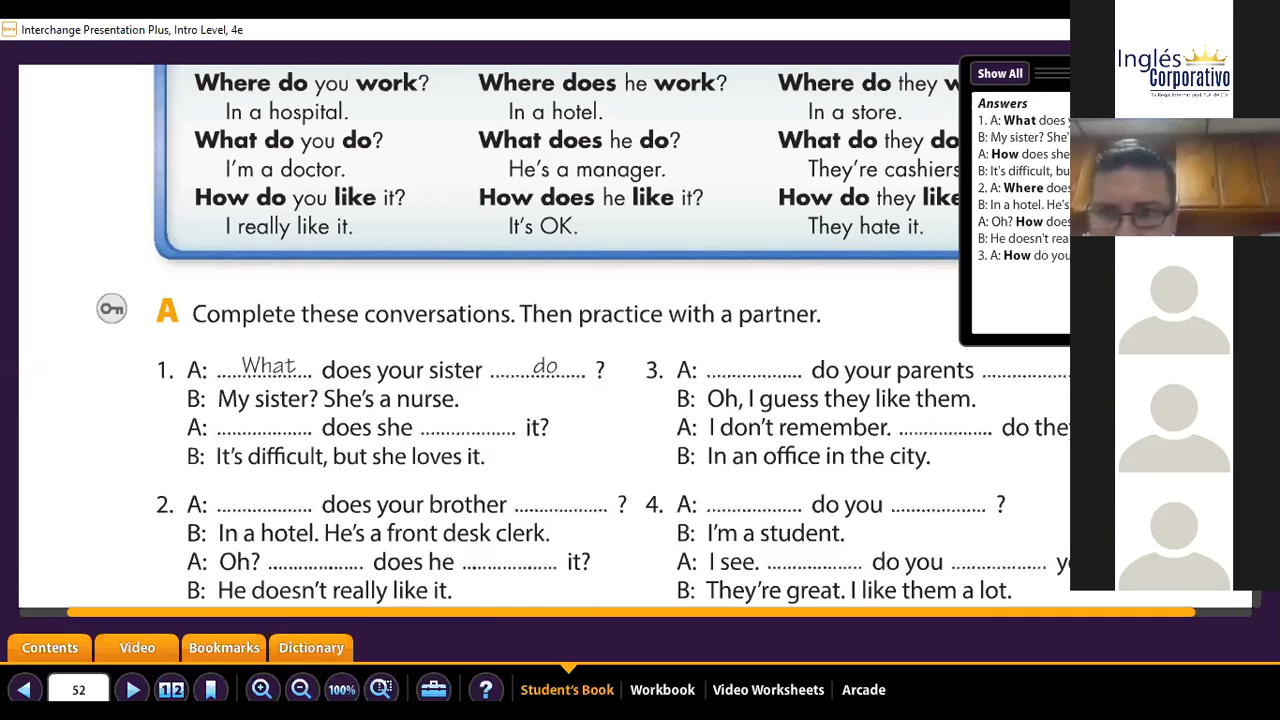 Interchange Presentation Plus, Intro Level, 4e
Where do you work?
In a hospital.
What do you do?
I'm a doctor.
How do you like it?
I really like it.
Where does he work?
In a hotel.
What does he do?
He's a manager.
How does he like it?
It's OK.
Where do they w
In a store.
What do they do
They're cashiers
How do they like
They hate it.
Show All
Answers
1. A: What does y
B: My sister? She'
A: How does she
B: It's difficult, bu
2. A: Where does
B: In a hotel. He's
A: Oh? How does
B: He doesn't rea
3. A: How do you
Inglés
Corporativo
A Complete these conversations. Then practice with a partner.
1. A: What does your sister do ?
B: My sister? She's a nurse.
A: ................. does she ................. it?
B: It's difficult, but she loves it.
2. A: ................. does your brother ................. ?
B: In a hotel. He's a front desk clerk.
A: Oh? ................. does he ................. it?
B: He doesn't really like it.
3. A: ................. do your parents .................
B: Oh, I guess they like them.
A: I don't remember. ................. do the
B: In an office in the city.
4. A: ................. do you ................. ?
B: I'm a student.
A: I see. ................. do you ................. y
B: They're great. I like them a lot.
Contents
Video
Bookmarks
Dictionary
52
12
100%
?
Student's Book
Workbook
Video Worksheets
Arcade